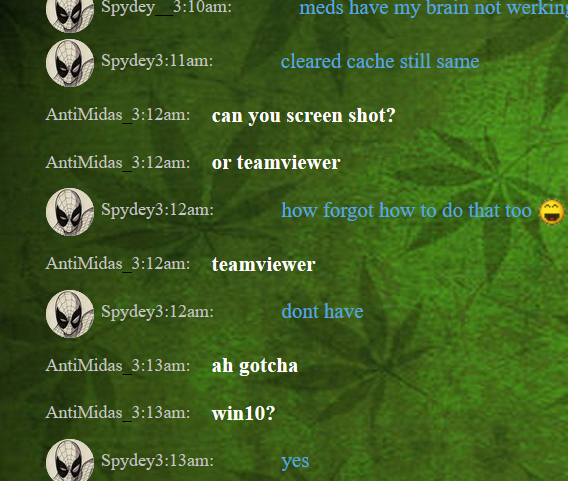 Spydey__3:10am: meds have my brain not werking
Spydey3:11am: cleared cache still same
AntiMidas_3:12am: can you screen shot?
AntiMidas_3:12am: or teamviewer
Spydey3:12am: how forgot how to do that too
AntiMidas_3:12am: teamviewer
Spydey3:12am: dont have
AntiMidas_3:13am: ah gotcha
AntiMidas_3:13am: win10?
Spydey3:13am: yes